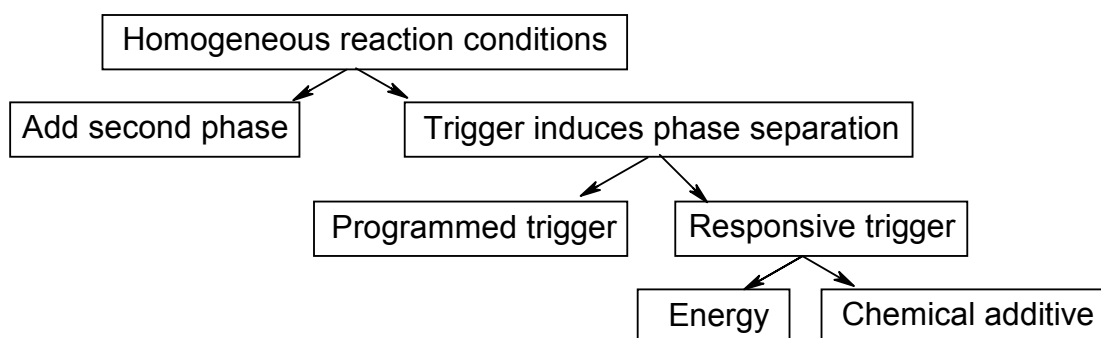 Homogeneous reaction conditions
Add second phase
Trigger induces phase separation
Programmed trigger
Responsive trigger
Energy
Chemical additive